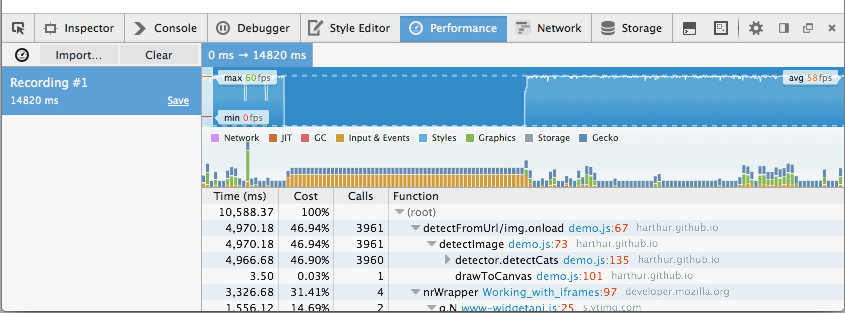 Inspector Console Debugger Style Editor Performance Network Storage
Import... Clear 0 ms → 14820 ms
Recording #1
14820 ms Save
max 60fps avg 58fps
min 0fps
Network JIT GC Input & Events Styles Graphics Storage Gecko
Time (ms) Cost Calls Function
10,588.37 100% (root)
4,970.18 46.94% 3961 detectFromUrl/img.onload demo.js:67 harthur.github.io
4,970.18 46.94% 3961 detectImage demo.js:73 harthur.github.io
4,966.68 46.90% 3960 detector.detectCats demo.js:135 harthur.github.io
3.50 0.03% 1 drawToCanvas demo.js:101 harthur.github.io
3,326.68 31.41% 4 nrWrapper Working_with_iframes:97 developer.mozilla.org
1,556.12 14.69% 2 g.N www-widgetapi.js:25 s.ytimg.com